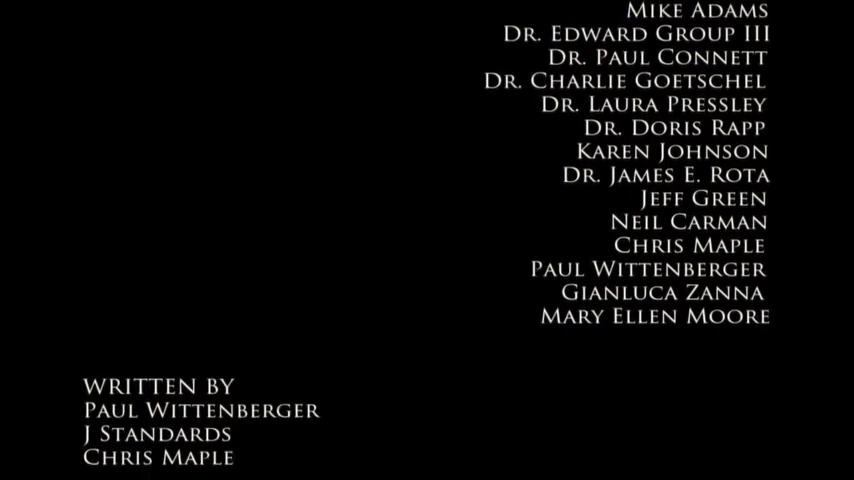 Mike Adams
Dr. Edward Group III
Dr. Paul Connett
Dr. Charlie Goetschel
Dr. Laura Pressley
Dr. Doris Rapp
Karen Johnson
Dr. James E. Rota
Jeff Green
Neil Carman
Chris Maple
Paul Wittenberger
Gianluca Zanna
Mary Ellen Moore
WRITTEN BY
Paul Wittenberger
J Standards
Chris Maple